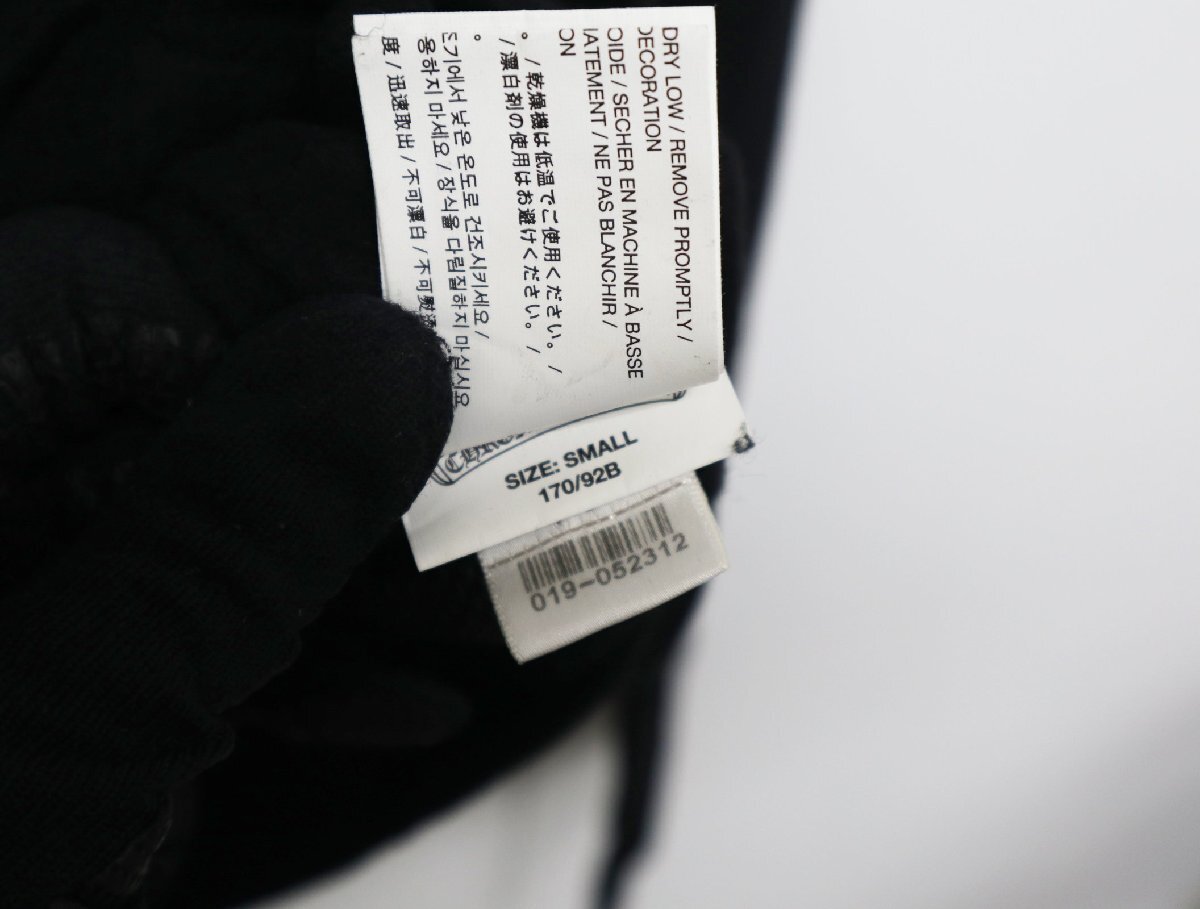 DRY LOW / REMOVE PROMPTLY /
DECORATION
OIDE / SECHER EN MACHINE À BASSE
IATEMENT / NE PAS BLANCHIR /
ON
。/ 乾燥機は低温でご使用ください。/
/ 漂白剤の使用はお避けください。/
。
기에서 낮은 온도로 건조시키세요 /
용하지 마세요 / 장식을 다림질하지 마십시요
度 / 迅速取出 / 不可漂白 / 不可熨
CHRO
SIZE: SMALL
170/92B
019-052312